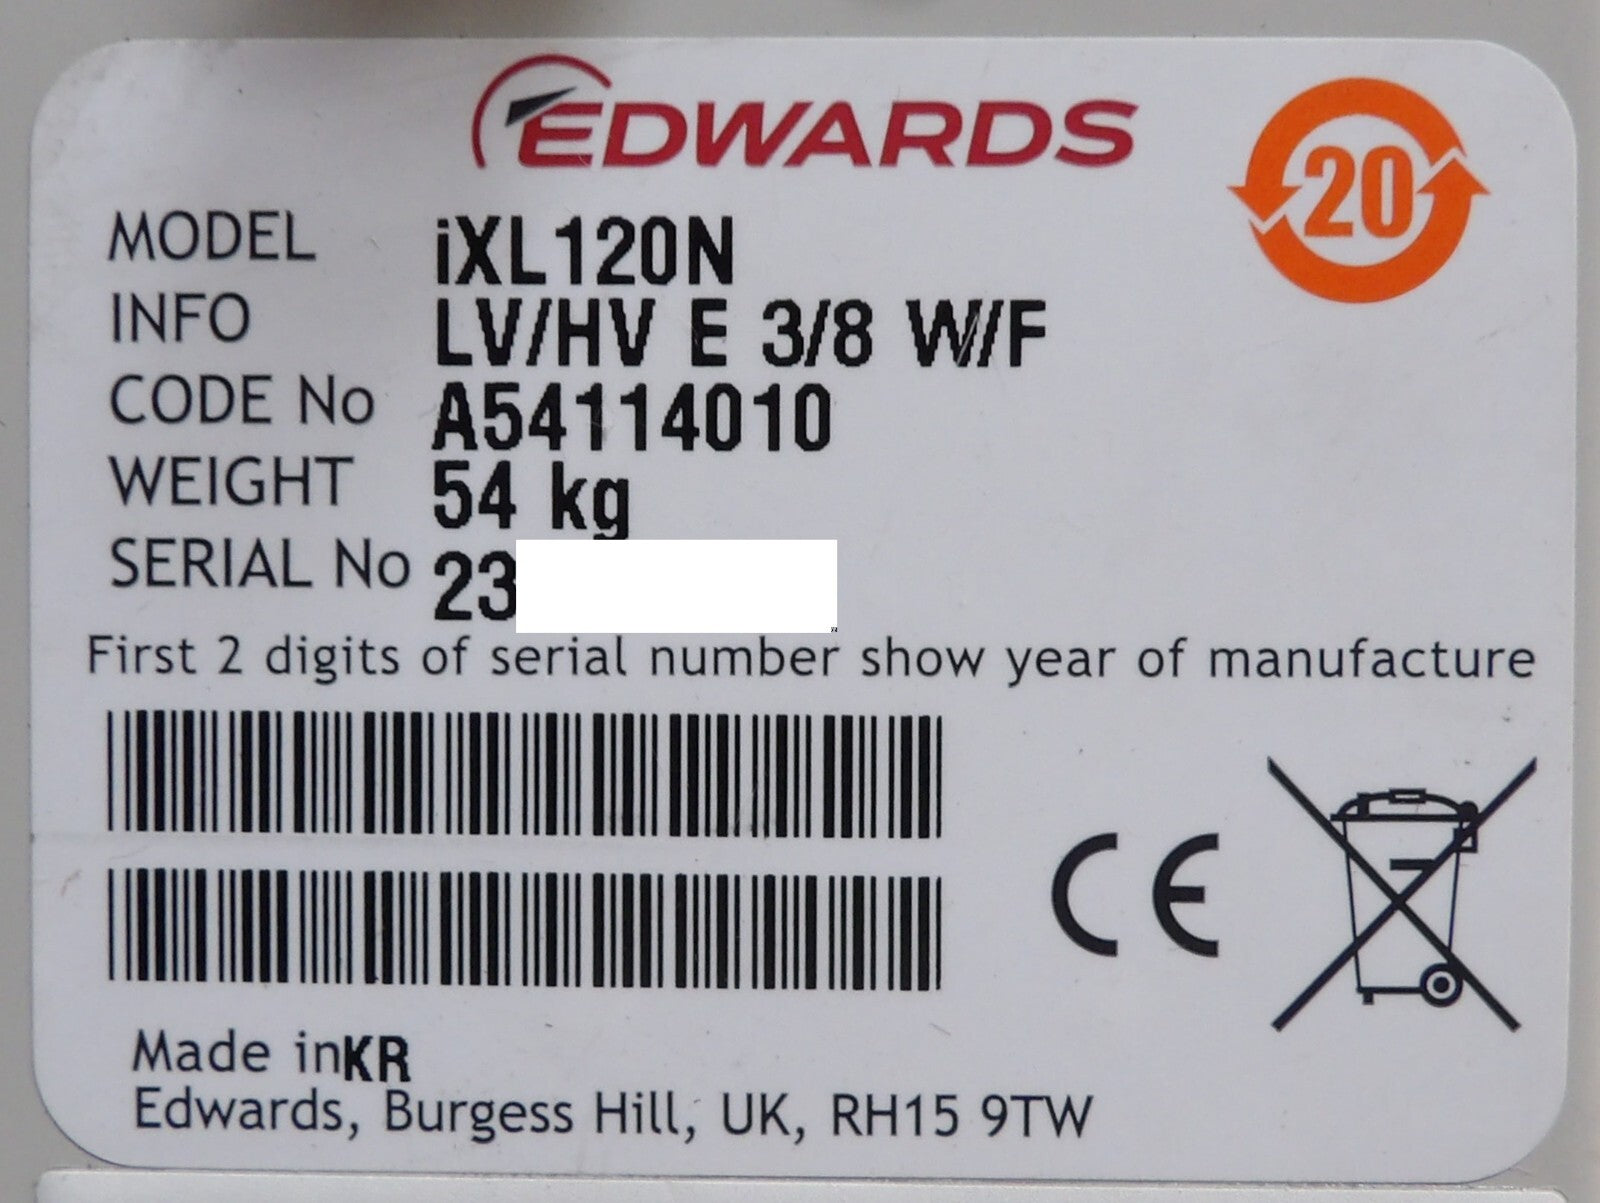 EDWARDS
20
MODEL iXL120N
INFO LV/HV E 3/8 W/F
CODE No A54114010
WEIGHT 54 kg
SERIAL No 23
First 2 digits of serial number show year of manufacture
CE
Made inKR
Edwards, Burgess Hill, UK, RH15 9TW